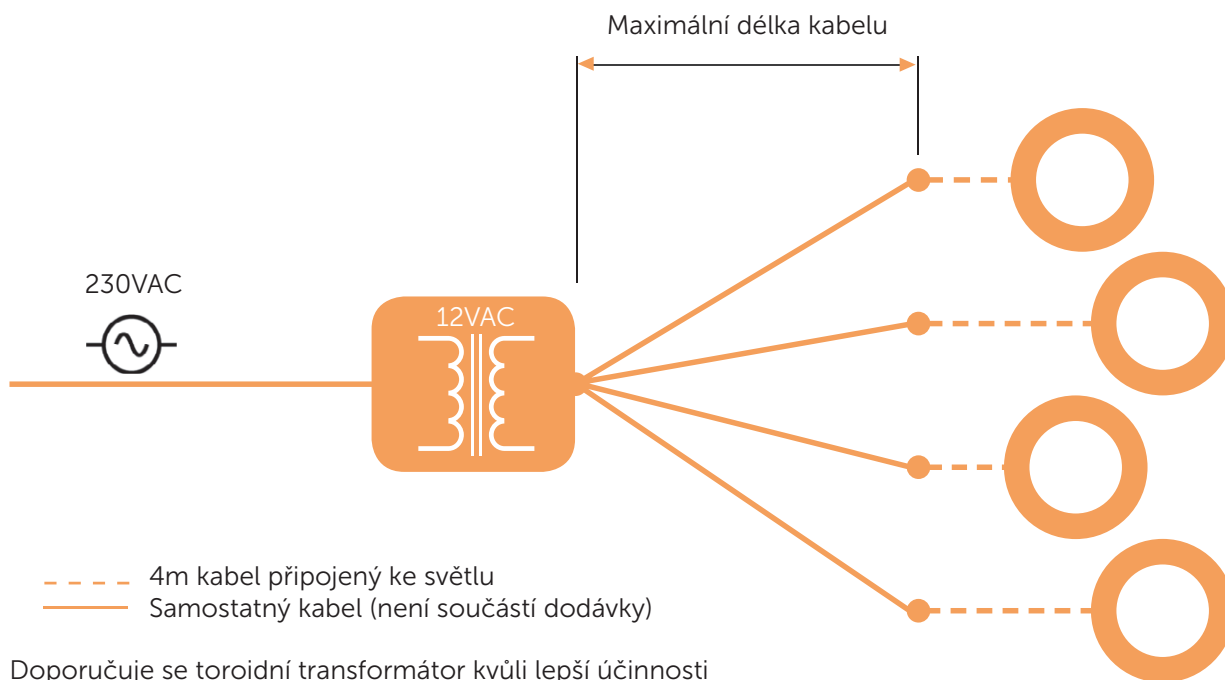 Maximální délka kabelu
230VAC
12VAC
4m kabel připojený ke světlu
Samostatný kabel (není součástí dodávky)
Doporučuje se toroidní transformátor kvůli lepší účinnosti